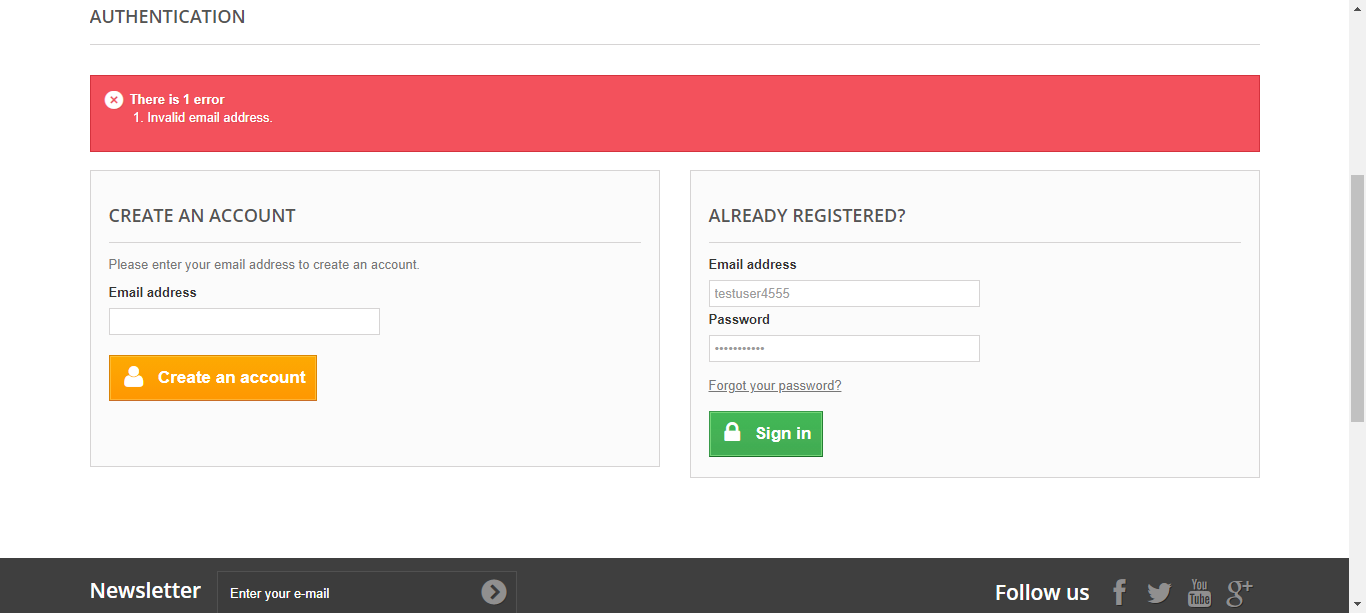 AUTHENTICATION
There is 1 error
1. Invalid email address.
CREATE AN ACCOUNT
Please enter your email address to create an account.
Email address
Create an account
ALREADY REGISTERED?
Email address
testuser4555
Password
•••••••••••
Forgot your password?
Sign in
Newsletter
Enter your e-mail
Follow us
You Tube
g+